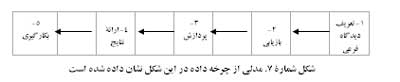 ۱- تعریف
دیدگاه
فرعی
۲-
بازیابی
۳-
پردازش
۴- ارائهٔ
نتایج
۵-
بکارگیری
شکل شمارهٔ ۷. مدلی از چرخه داده در این شکل نشان داده شده است